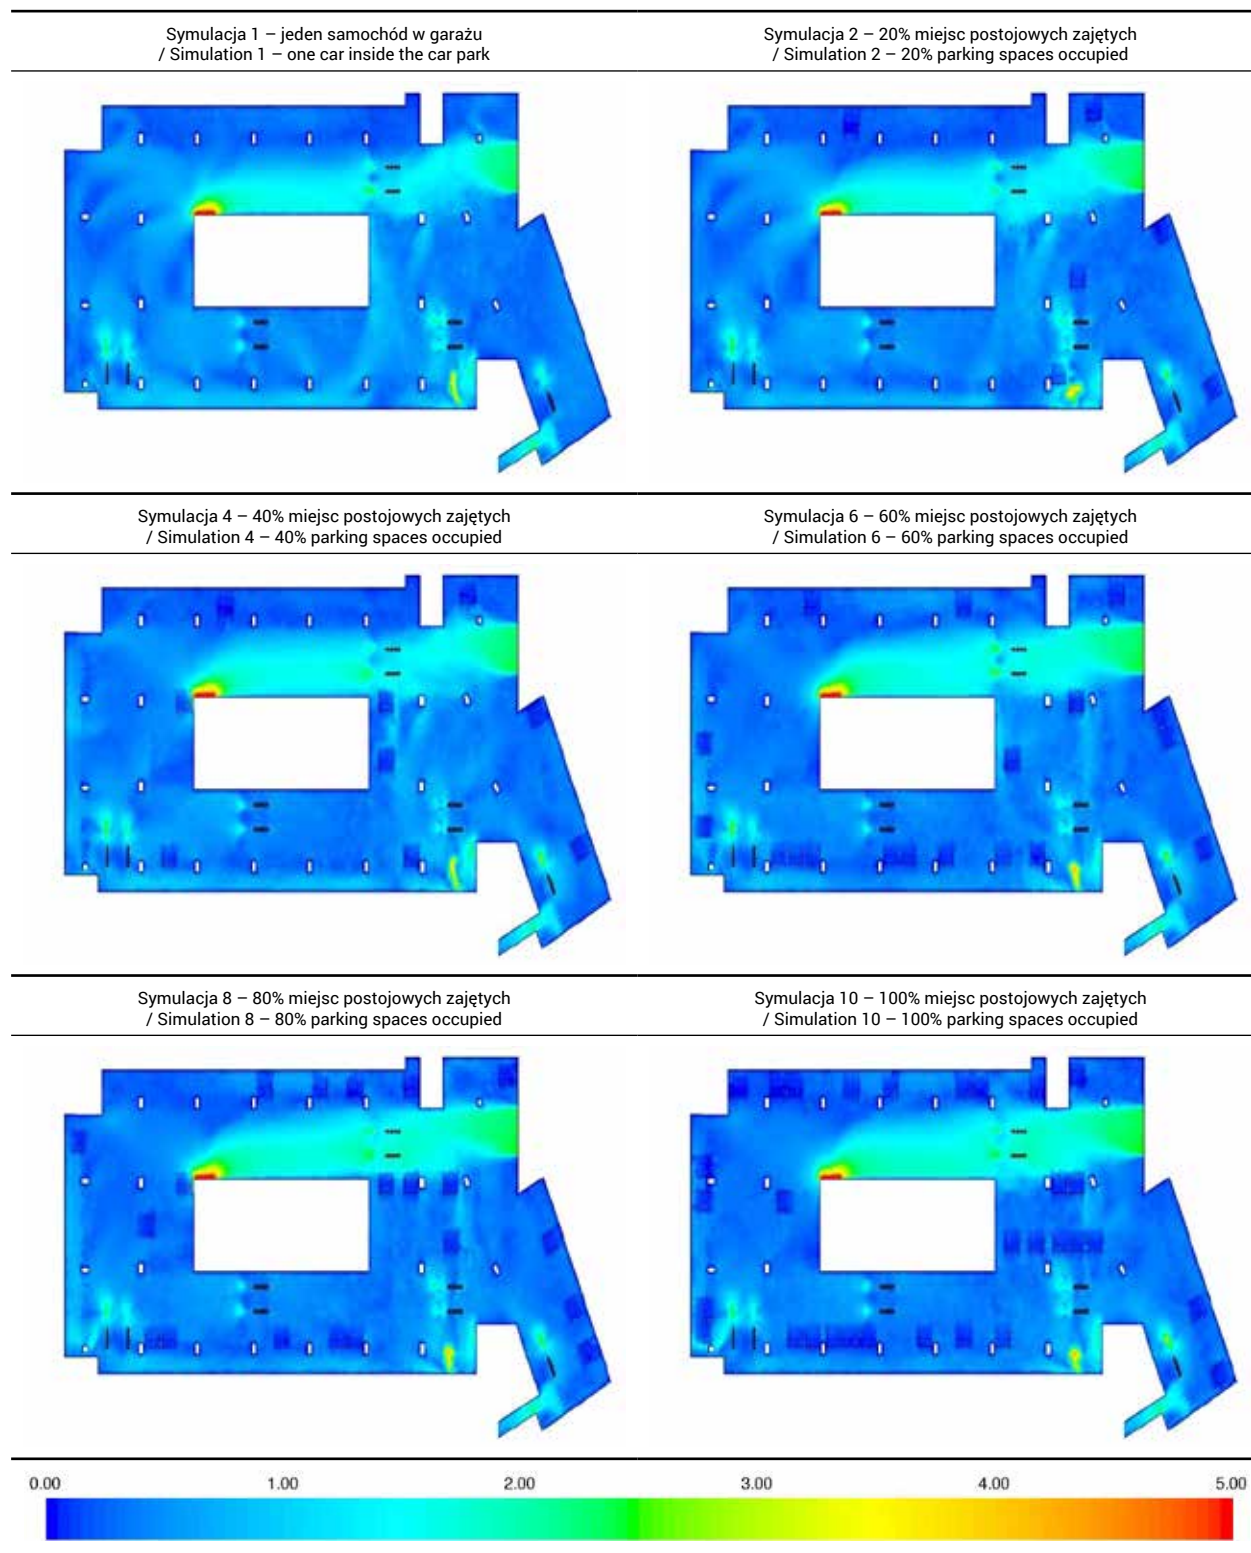 Symulacja 1 – jeden samochód w garażu
/ Simulation 1 – one car inside the car park
Symulacja 2 – 20% miejsc postojowych zajętych
/ Simulation 2 – 20% parking spaces occupied
Symulacja 4 – 40% miejsc postojowych zajętych
/ Simulation 4 – 40% parking spaces occupied
Symulacja 6 – 60% miejsc postojowych zajętych
/ Simulation 6 – 60% parking spaces occupied
Symulacja 8 – 80% miejsc postojowych zajętych
/ Simulation 8 – 80% parking spaces occupied
Symulacja 10 – 100% miejsc postojowych zajętych
/ Simulation 10 – 100% parking spaces occupied
0.00 1.00 2.00 3.00 4.00 5.00